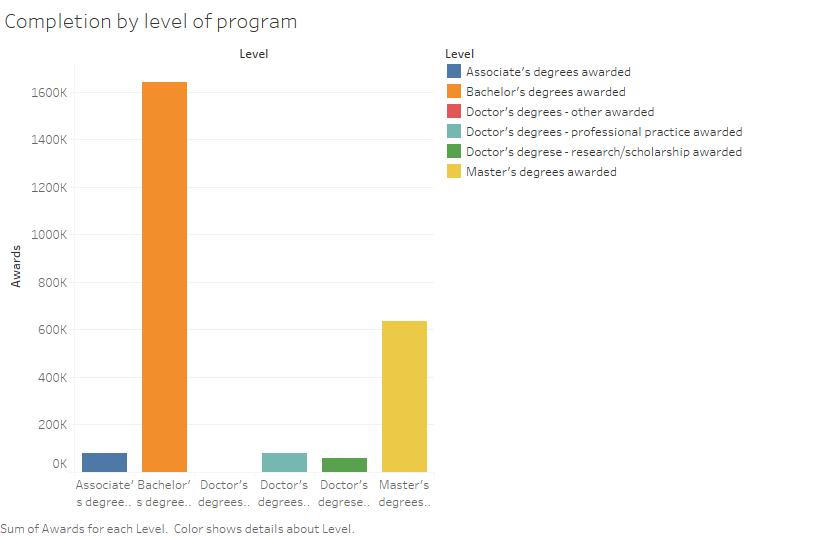 Completion by level of program
Level
Level
Associate's degrees awarded
Bachelor's degrees awarded
Doctor's degrees - other awarded
Doctor's degrees - professional practice awarded
Doctor's degrese - research/scholarship awarded
Master's degrees awarded
1600K
1400K
1200K
1000K
800K
600K
400K
200K
0K
Awards
Associate' Bachelor' Doctor's Doctor's Doctor's Master's
s degree.. s degree.. degrees.. degrees.. degrese.. degrees..
Sum of Awards for each Level. Color shows details about Level.